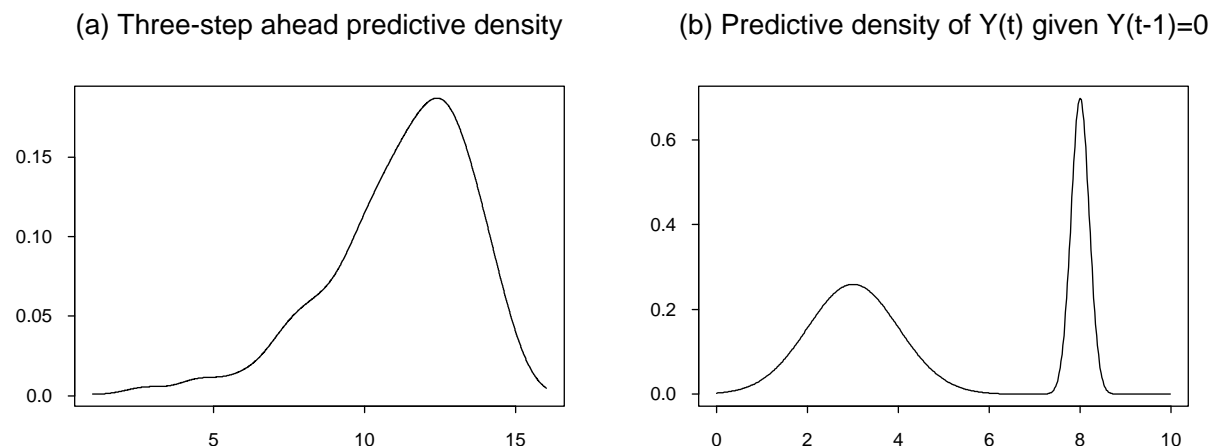 (a) Three-step ahead predictive density
(b) Predictive density of Y(t) given Y(t-1)=0
0.15
0.10
0.05
0.0
5 10 15
0.6
0.4
0.2
0.0
0 2 4 6 8 10